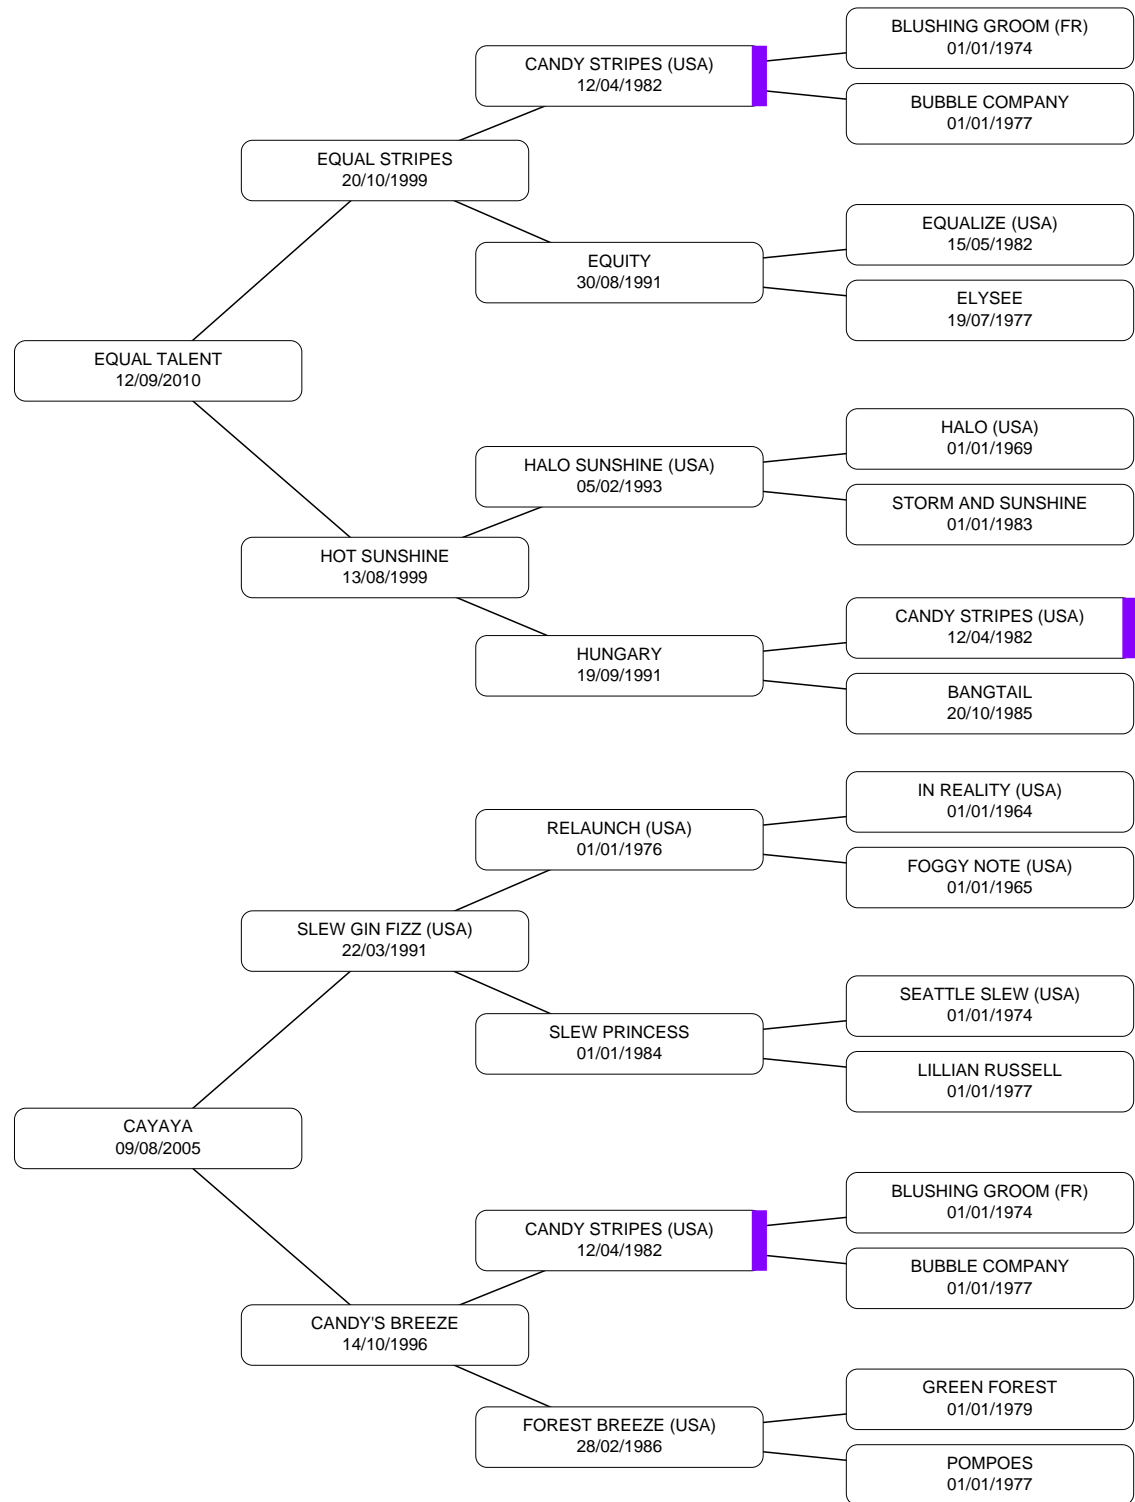 BLUSHING GROOM (FR)
01/01/1974
CANDY STRIPES (USA)
12/04/1982
BUBBLE COMPANY
01/01/1977
EQUAL STRIPES
20/10/1999
EQUALIZE (USA)
15/05/1982
EQUITY
30/08/1991
ELYSEE
19/07/1977
EQUAL TALENT
12/09/2010
HALO (USA)
01/01/1969
HALO SUNSHINE (USA)
05/02/1993
STORM AND SUNSHINE
01/01/1983
HOT SUNSHINE
13/08/1999
CANDY STRIPES (USA)
12/04/1982
HUNGARY
19/09/1991
BANGTAIL
20/10/1985
IN REALITY (USA)
01/01/1964
RELAUNCH (USA)
01/01/1976
FOGGY NOTE (USA)
01/01/1965
SLEW GIN FIZZ (USA)
22/03/1991
SEATTLE SLEW (USA)
01/01/1974
SLEW PRINCESS
01/01/1984
LILLIAN RUSSELL
01/01/1977
CAYAYA
09/08/2005
BLUSHING GROOM (FR)
01/01/1974
CANDY STRIPES (USA)
12/04/1982
BUBBLE COMPANY
01/01/1977
CANDY'S BREEZE
14/10/1996
GREEN FOREST
01/01/1979
FOREST BREEZE (USA)
28/02/1986
POMPOES
01/01/1977